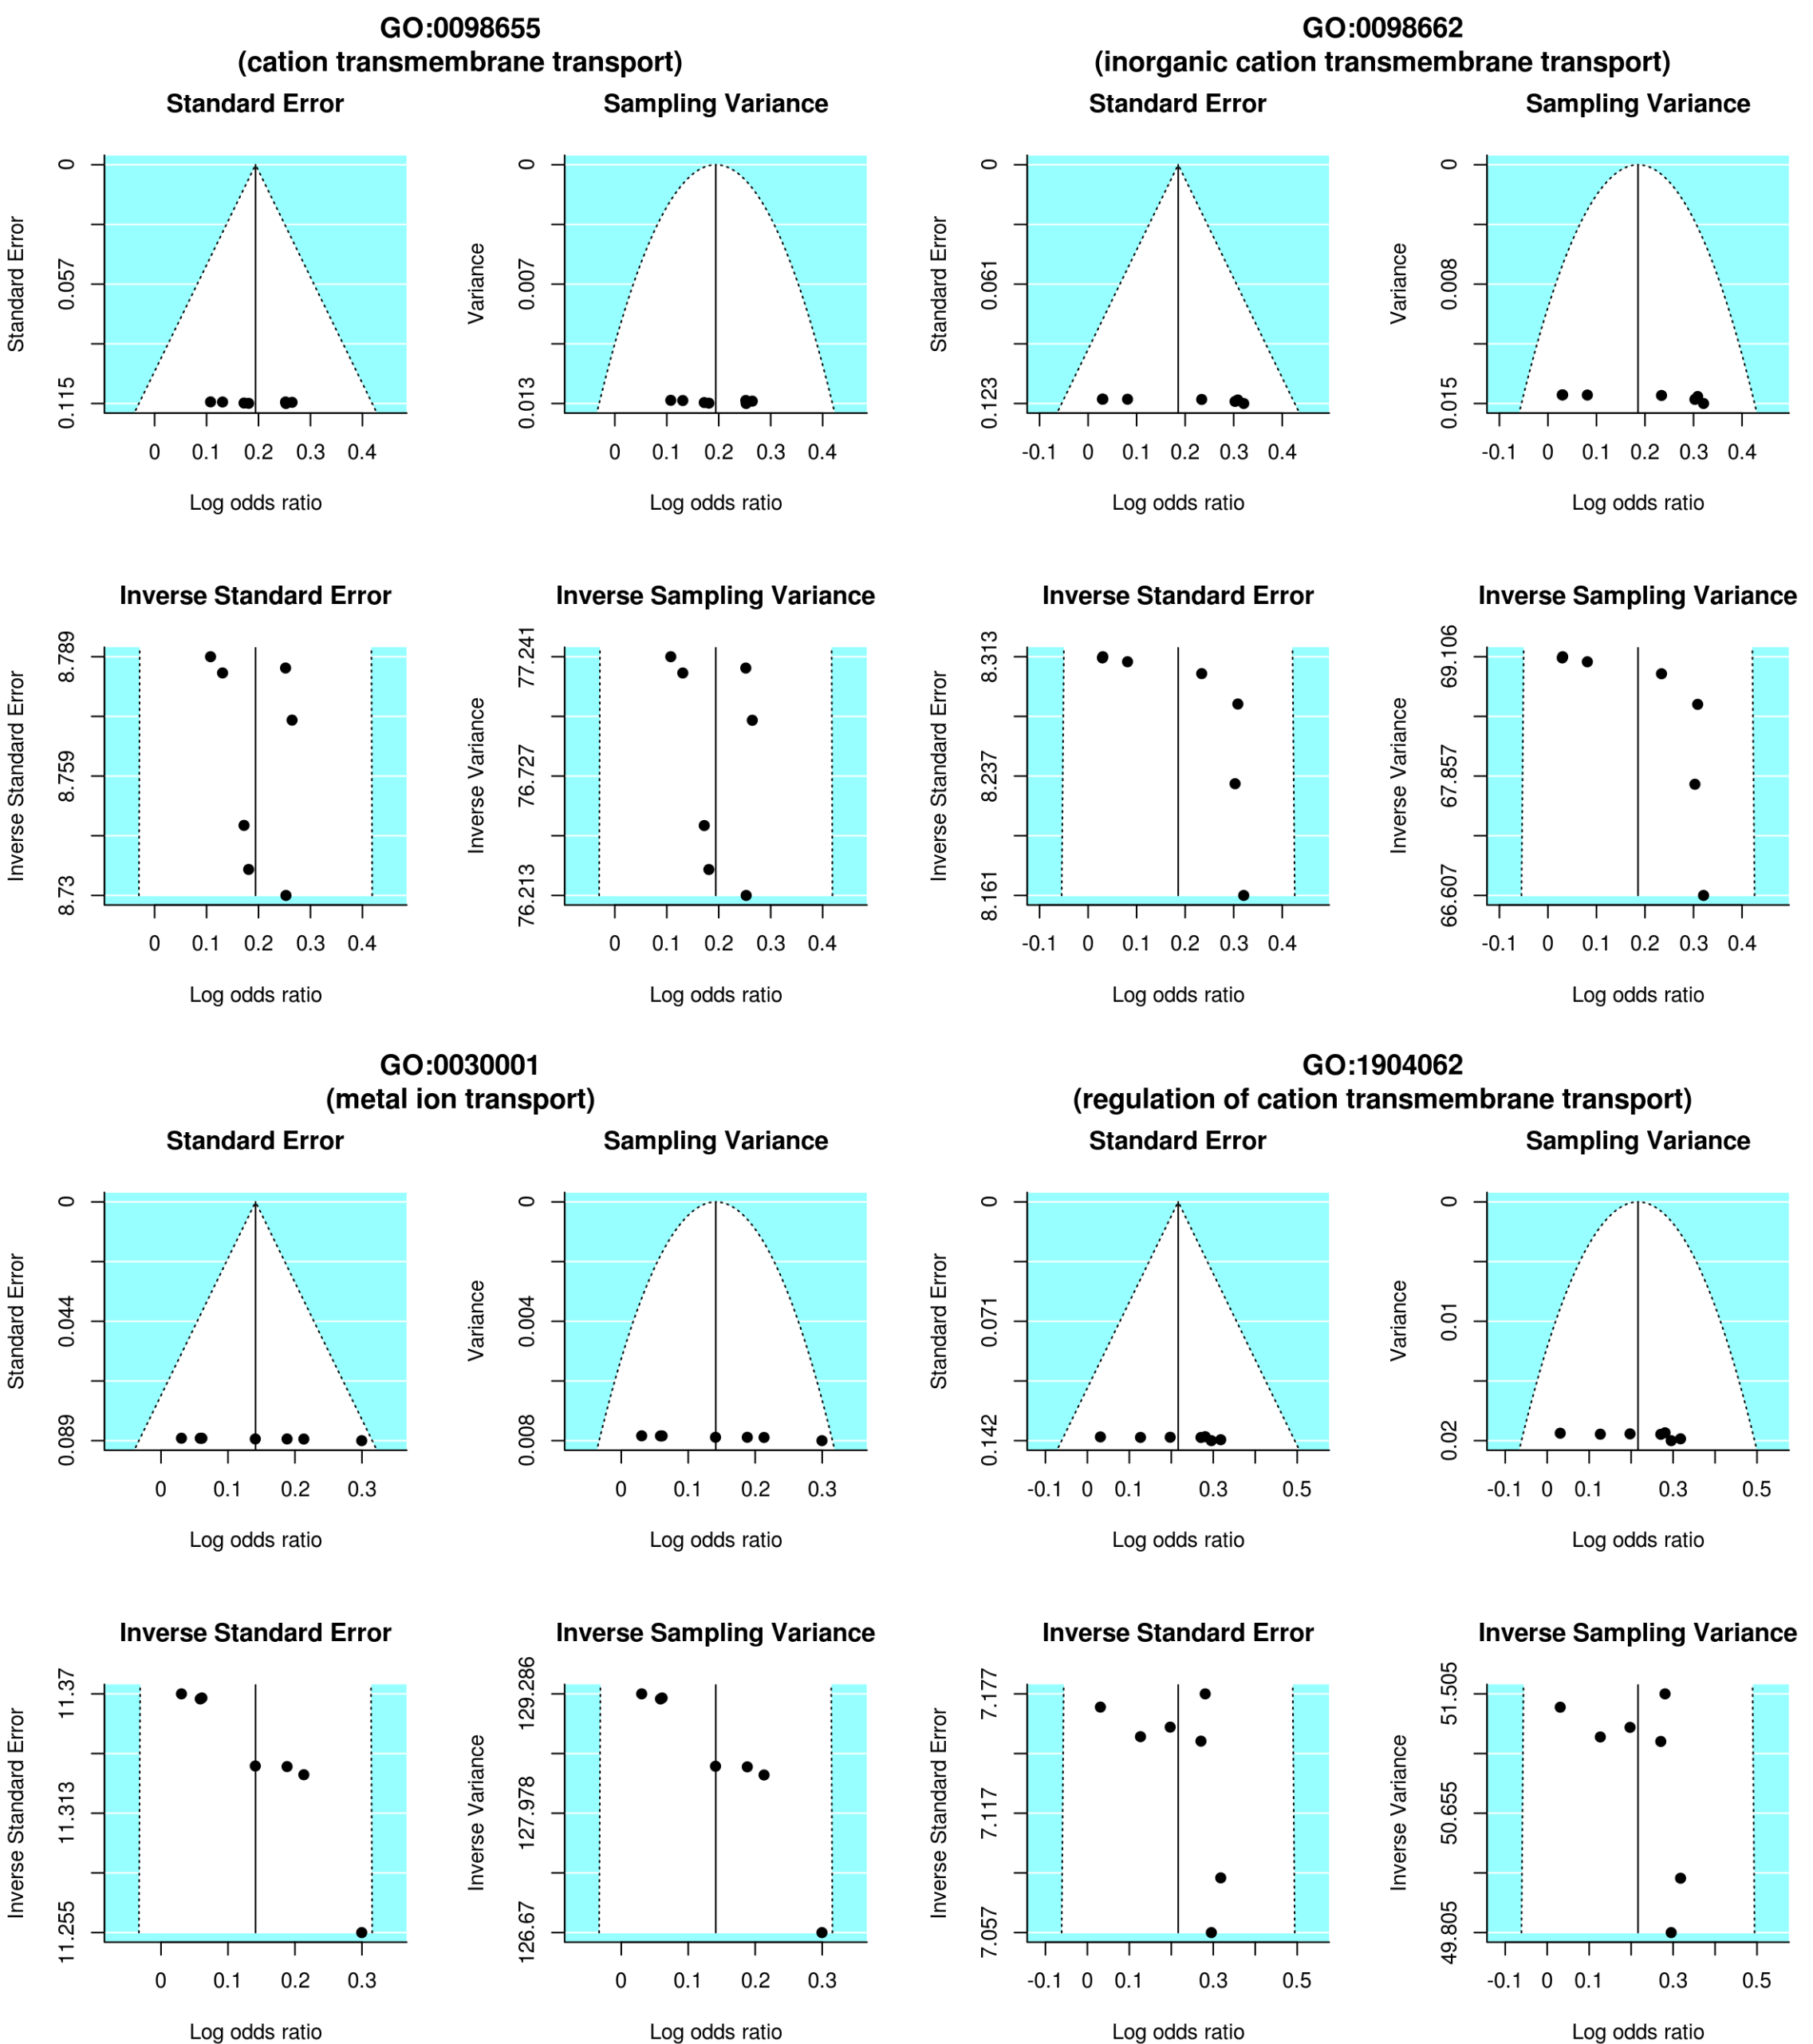 GO:0098655
(cation transmembrane transport)
GO:0098662
(inorganic cation transmembrane transport)
Standard Error
Sampling Variance
Standard Error
Sampling Variance
Standard Error
0
0.057
0.115
0 0.1 0.2 0.3 0.4
Log odds ratio
Variance
0
0.007
0.013
0 0.1 0.2 0.3 0.4
Log odds ratio
Standard Error
0
0.061
0.123
-0.1 0 0.1 0.2 0.3 0.4
Log odds ratio
Variance
0
0.008
0.015
-0.1 0 0.1 0.2 0.3 0.4
Log odds ratio
Inverse Standard Error
Inverse Sampling Variance
Inverse Standard Error
Inverse Sampling Variance
Inverse Standard Error
8.789
8.759
8.73
0 0.1 0.2 0.3 0.4
Log odds ratio
Inverse Variance
77.241
76.727
76.213
0 0.1 0.2 0.3 0.4
Log odds ratio
Inverse Standard Error
8.313
8.237
8.161
-0.1 0 0.1 0.2 0.3 0.4
Log odds ratio
Inverse Variance
69.106
67.857
66.607
-0.1 0 0.1 0.2 0.3 0.4
Log odds ratio
GO:0030001
(metal ion transport)
GO:1904062
(regulation of cation transmembrane transport)
Standard Error
Sampling Variance
Standard Error
Sampling Variance
Standard Error
0
0.044
0.089
0 0.1 0.2 0.3
Log odds ratio
Variance
0
0.004
0.008
0 0.1 0.2 0.3
Log odds ratio
Standard Error
0
0.071
0.142
-0.1 0 0.1 0.3 0.5
Log odds ratio
Variance
0
0.01
0.02
-0.1 0 0.1 0.3 0.5
Log odds ratio
Inverse Standard Error
Inverse Sampling Variance
Inverse Standard Error
Inverse Sampling Variance
Inverse Standard Error
11.37
11.313
11.255
0 0.1 0.2 0.3
Log odds ratio
Inverse Variance
129.286
127.978
126.67
0 0.1 0.2 0.3
Log odds ratio
Inverse Standard Error
7.177
7.117
7.057
-0.1 0 0.1 0.3 0.5
Log odds ratio
Inverse Variance
51.505
50.655
49.805
-0.1 0 0.1 0.3 0.5
Log odds ratio